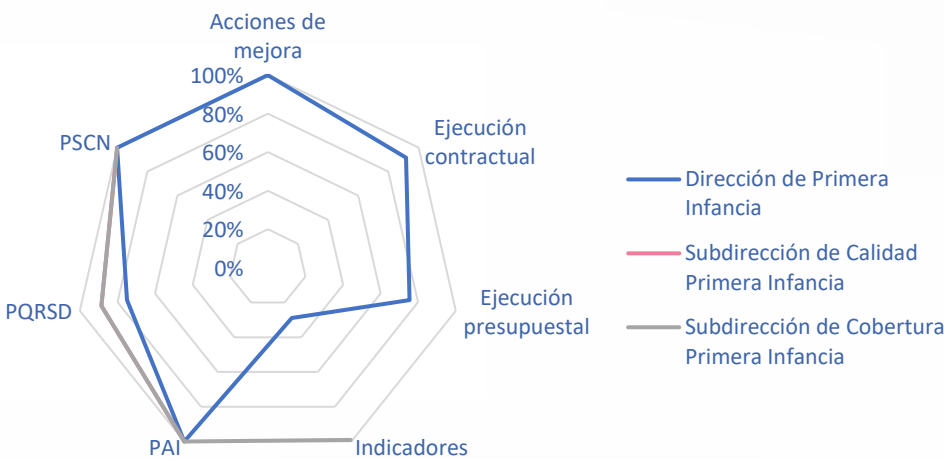 Acciones de
mejora
100%
80%
60%
40%
20%
0%
Ejecución
contractual
Ejecución
presupuestal
Indicadores
PAI
PQRSD
PSCN
Dirección de Primera
Infancia
Subdirección de Calidad
Primera Infancia
Subdirección de Cobertura
Primera Infancia